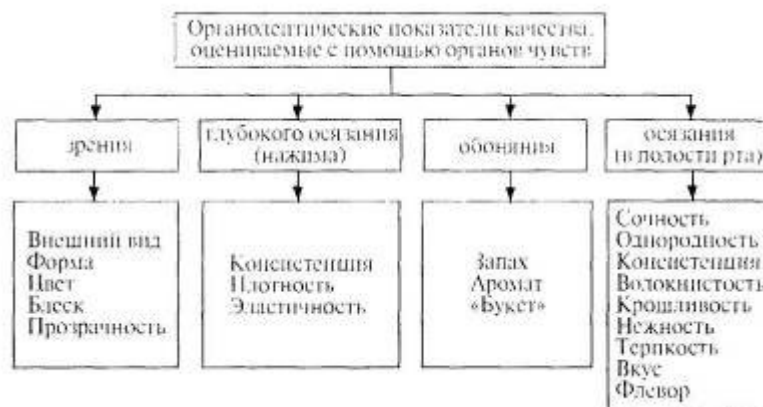 Органолептические показатели качества,
оцениваемые с помощью органов чувств
зрения
глубокого осязания
(нажима)
обоняния
осязания
(в полости рта)
Внешний вид
Форма
Цвет
Блеск
Прозрачность
Консистенция
Плотность
Эластичность
Запах
Аромат
«Букет»
Сочность
Однородность
Консистенция
Волокнистость
Крошливость
Нежность
Терпкость
Вкус
Флевор